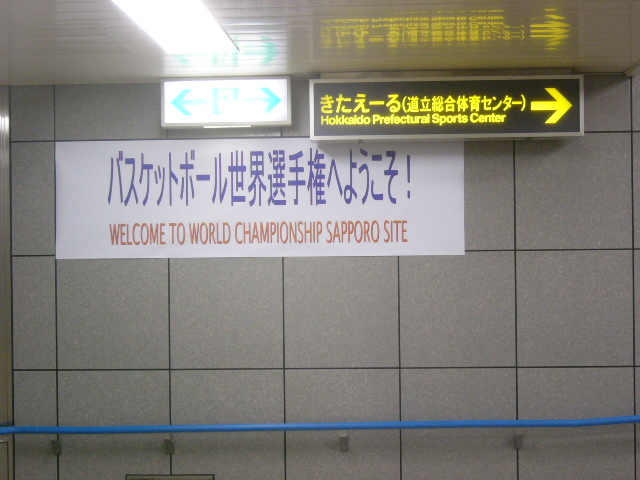 きたえーる(道立総合体育センター)
Hokkaido Prefectural Sports Center
バスケットボール世界選手権へようこそ!
WELCOME TO WORLD CHAMPIONSHIP SAPPORO SITE